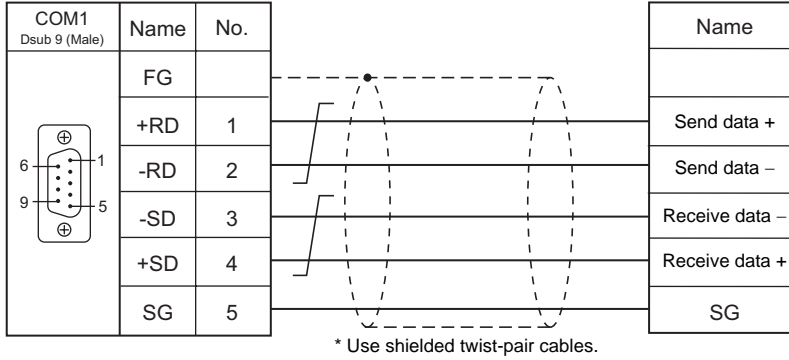 COM1
Dsub 9 (Male)
Name No.
Name
FG
+RD 1 Send data +
-RD 2 Send data −
-SD 3 Receive data −
+SD 4 Receive data +
SG 5 SG
6 1
9 5
* Use shielded twist-pair cables.